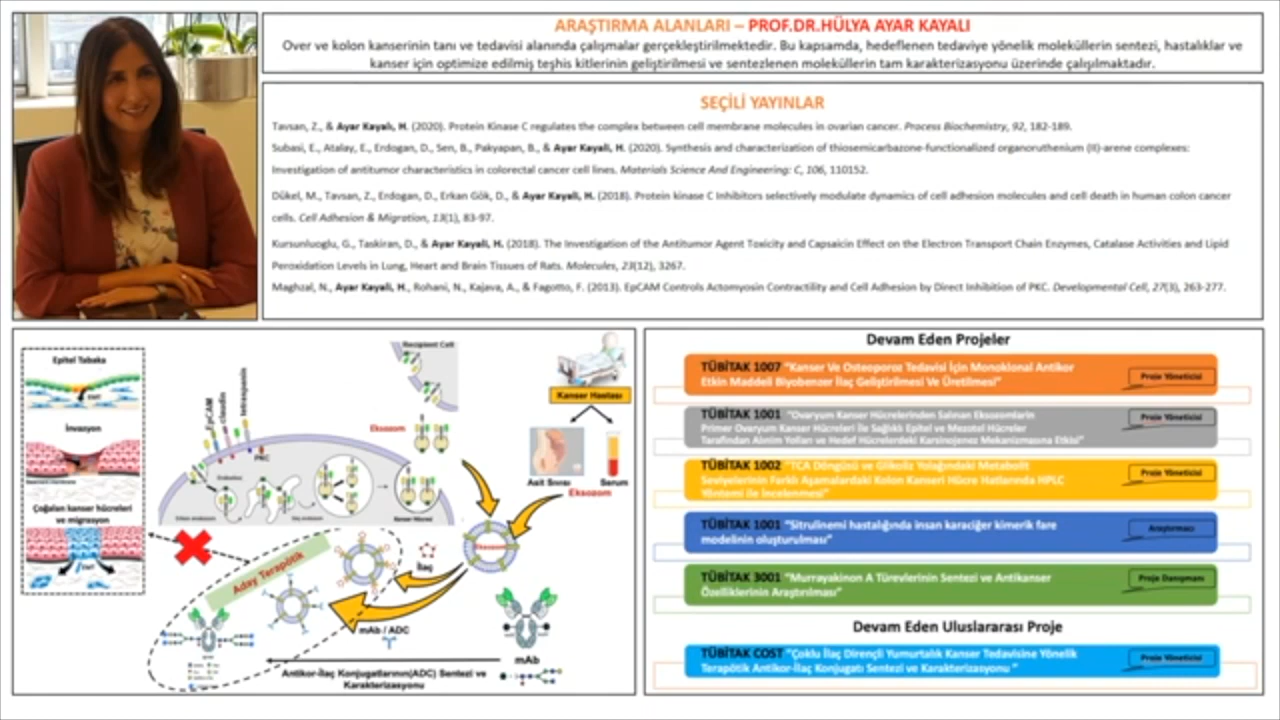 ARAŞTIRMA ALANLARI – PROF.DR.HÜLYA AYAR KAYALI
Over ve kolon kanserinin tanı ve tedavisi alanında çalışmalar gerçekleştirilmektedir. Bu kapsamda, hedeflenen tedaviye yönelik moleküllerin sentezi, hastalıklar ve
kanser için optimize edilmiş teşhis kitlerinin geliştirilmesi ve sentezlenen moleküllerin tam karakterizasyonu üzerinde çalışılmaktadır.
SEÇİLİ YAYINLAR
Tavsan, Z., & Ayar Kayalı, H. (2020). Protein Kinase C regulates the complex between cell membrane molecules in ovarian cancer. Process Biochemistry, 92, 182-189.
Subasi, E., Atalay, E., Erdogan, D., Sen, B., Pakyapan, B., & Ayar Kayali, H. (2020). Synthesis and characterization of thiosemicarbazone-functionalized organoruthenium (II)-arene complexes:
Investigation of antitumor characteristics in colorectal cancer cell lines. Materials Science And Engineering: C, 106, 110152.
Dükel, M., Tavsan, Z., Erdogan, D., Erkan Gök, D., & Ayar Kayali, H. (2018). Protein kinase C Inhibitors selectively modulate dynamics of cell adhesion molecules and cell death in human colon cancer
cells. Cell Adhesion & Migration, 13(1), 83-97.
Kursunluoglu, G., Taskiran, D., & Ayar Kayali, H. (2018). The Investigation of the Antitumor Agent Toxicity and Capsaicin Effect on the Electron Transport Chain Enzymes, Catalase Activities and Lipid
Peroxidation Levels in Lung, Heart and Brain Tissues of Rats. Molecules, 23(12), 3267.
Maghzal, N., Ayar Kayali, H., Rohani, N., Kajava, A., & Fagotto, F. (2013). EpCAM Controls Actomyosin Contractility and Cell Adhesion by Direct Inhibition of PKC. Developmental Cell, 27(3), 263-277.
Epitel Tabaka
EMT
İnvazyon
Çoğalan kanser hücreleri
ve migrasyon
EpCAM
claudin
tetraspanin
PKC
Recipient Cell
Eksozom
Kanser Hücresi
Kanser Hastası
Asit Sıvısı
Serum
Eksozom
Eksozom
Aday Terapötik
İlaç
mAb / ADC
mAb
Antikor-İlaç Konjugatlarının(ADC) Sentezi ve
Karakterizasyonu
Devam Eden Projeler
TÜBİTAK 1007 "Kanser Ve Osteoporoz Tedavisi İçin Monoklonal Antikor
Etkin Maddeli Biyobenzer İlaç Geliştirilmesi Ve Üretilmesi"
Proje Yöneticisi
TÜBİTAK 1001 "Ovaryum Kanser Hücrelerinden Salınan Eksozomların
Primer Ovaryum Kanser Hücreleri İle Sağlıklı Epitel ve Mezotel Hücreler
Tarafından Alınım Yolları ve Hedef Hücrelerdeki Karsinojenez Mekanizmasına Etkisi"
Proje Yöneticisi
TÜBİTAK 1002 "TCA Döngüsü ve Glikoliz Yolağındaki Metabolit
Seviyelerinin Farklı Aşamalardaki Kolon Kanseri Hücre Hatlarında HPLC
Yöntemi ile İncelenmesi"
Proje Yöneticisi
TÜBİTAK 1001 "Sitrulinemi hastalığında insan karaciğer kimerik fare
modelinin oluşturulması"
Araştırmacı
TÜBİTAK 3001 "Murrayakinon A Türevlerinin Sentezi ve Antikanser
Özelliklerinin Araştırılması"
Proje Danışmanı
Devam Eden Uluslararası Proje
TÜBİTAK COST "Çoklu İlaç Dirençli Yumurtalık Kanser Tedavisine Yönelik
Terapötik Antikor-İlaç Konjugatı Sentezi ve Karakterizasyonu "
Proje Yöneticisi